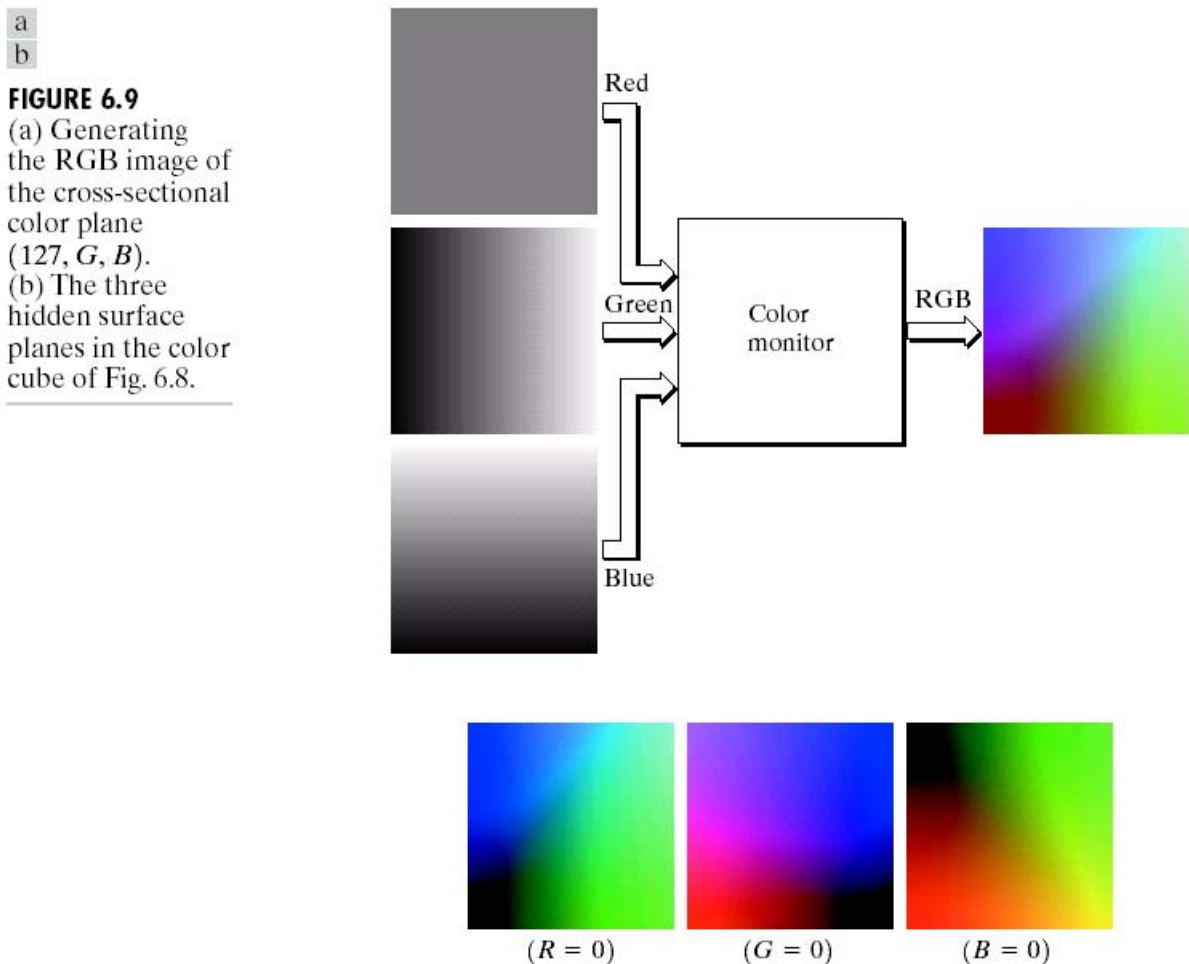 a
b
FIGURE 6.9
(a) Generating
the RGB image of
the cross-sectional
color plane
(127, G, B).
(b) The three
hidden surface
planes in the color
cube of Fig. 6.8.
Red
Green
Blue
Color
monitor
RGB
(R = 0)
(G = 0)
(B = 0)